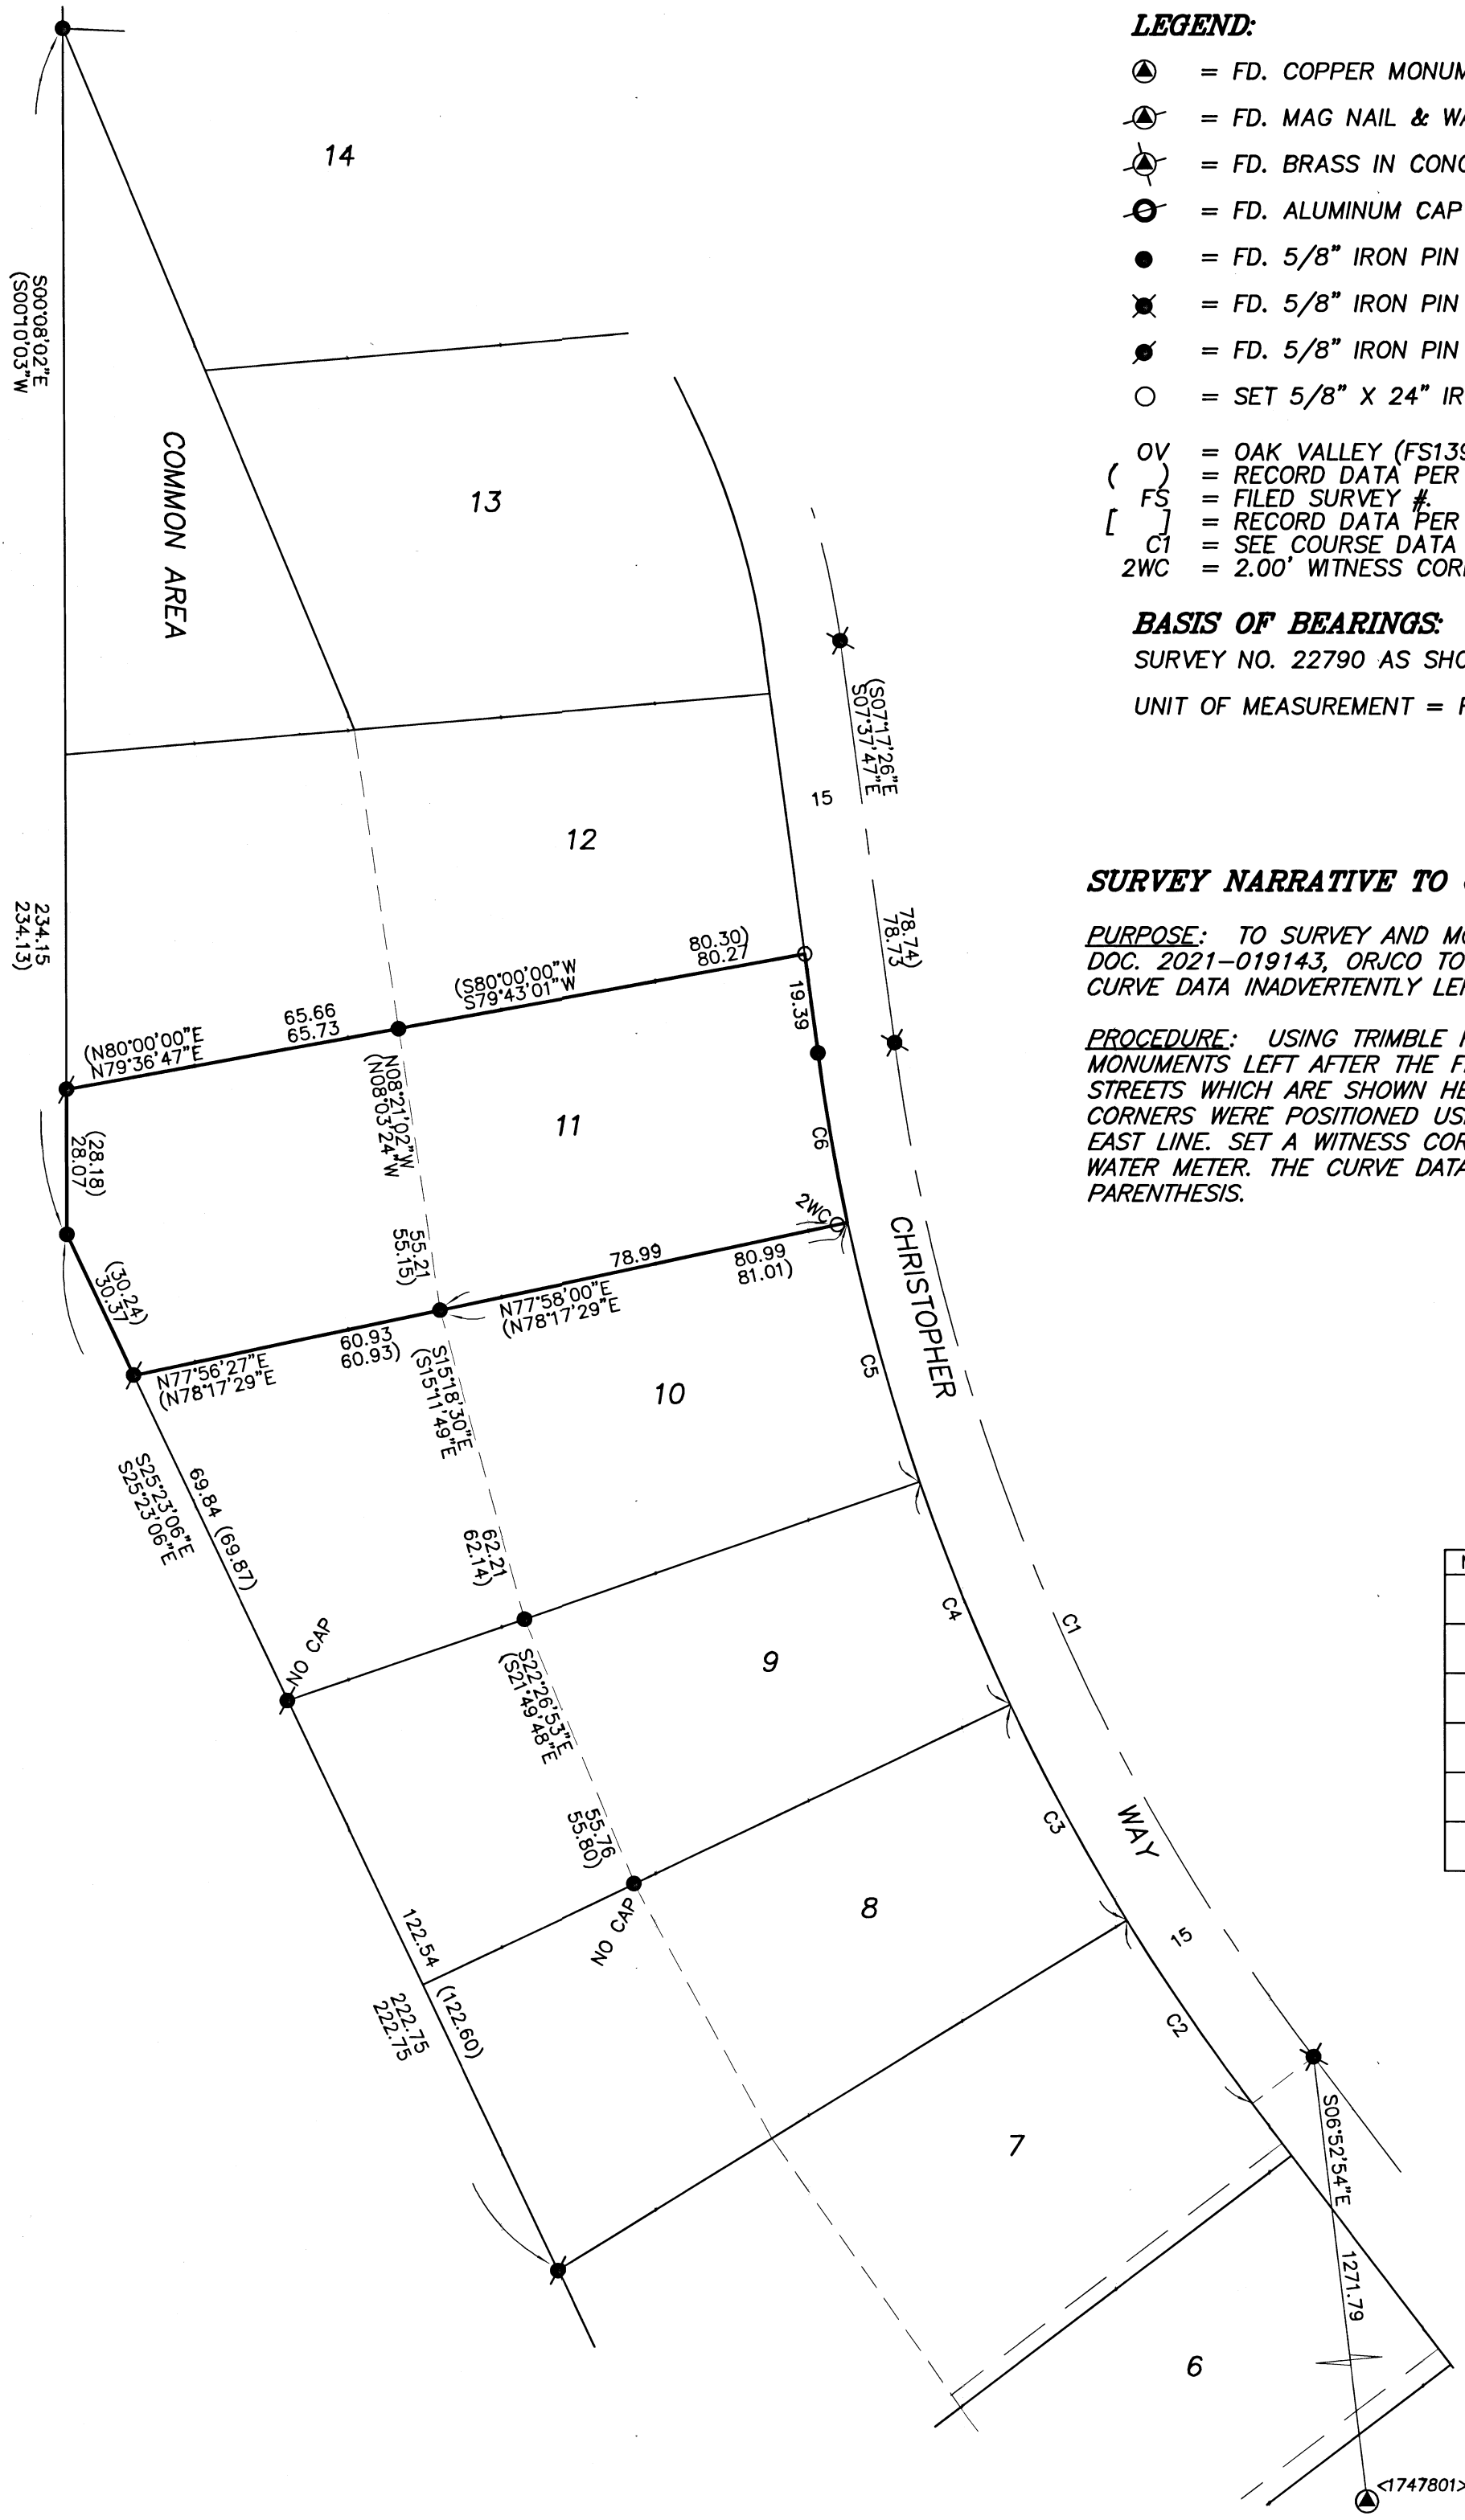 LEGEND:
= FD. COPPER MONUM
= FD. MAG NAIL & WA
= FD. BRASS IN CONC
= FD. ALUMINUM CAP
= FD. 5/8" IRON PIN
= FD. 5/8" IRON PIN
= FD. 5/8" IRON PIN
= SET 5/8" X 24" IR
OV = OAK VALLEY (FS139
( ) = RECORD DATA PER
FS = FILED SURVEY #.
[ ] = RECORD DATA PER
C1 = SEE COURSE DATA
2WC = 2.00' WITNESS COR
BASIS OF BEARINGS:
SURVEY NO. 22790 AS SHO
UNIT OF MEASUREMENT = F
SURVEY NARRATIVE TO
PURPOSE: TO SURVEY AND MO
DOC. 2021-019143, ORJCO TO
CURVE DATA INADVERTENTLY LEF
PROCEDURE: USING TRIMBLE
MONUMENTS LEFT AFTER THE F
STREETS WHICH ARE SHOWN HE
CORNERS WERE POSITIONED USI
EAST LINE. SET A WITNESS COR
WATER METER. THE CURVE DATA
PARENTHESIS.
14
S00°08'02"E
(S00°10'03"W
COMMON AREA
13
(S07°17'26"E
S07°37'47"E
15
12
78.74)
78.73
234.15
234.13)
80.30)
80.27
(S80°00'00"W
S79°43'01"W
19.39
65.66
65.73
(N80°00'00"E
N79°36'47"E
N08°21'02"W
(N08°03'24"W
11
C6
(28.18)
28.07
2WC
CHRISTOPHER
55.21
55.15)
78.99
80.99
81.01)
N77°58'00"E
(N78°17'29"E
(30.24)
30.37
60.93
60.93)
N77°56'27"E
(N78°17'29"E
S15°18'30"E
(S15°11'49"E
C5
10
S25°23'06"E
S25°23'06"E
69.84 (69.87)
62.21
62.14)
C4
C1
NO CAP
9
S22°26'53"E
(S21°49'48"E
55.76
55.80)
C3
WAY
NO CAP
8
122.54 (122.60)
222.75
222.75
15
C2
7
S06°52'54"E
1271.79
6
<1747801>